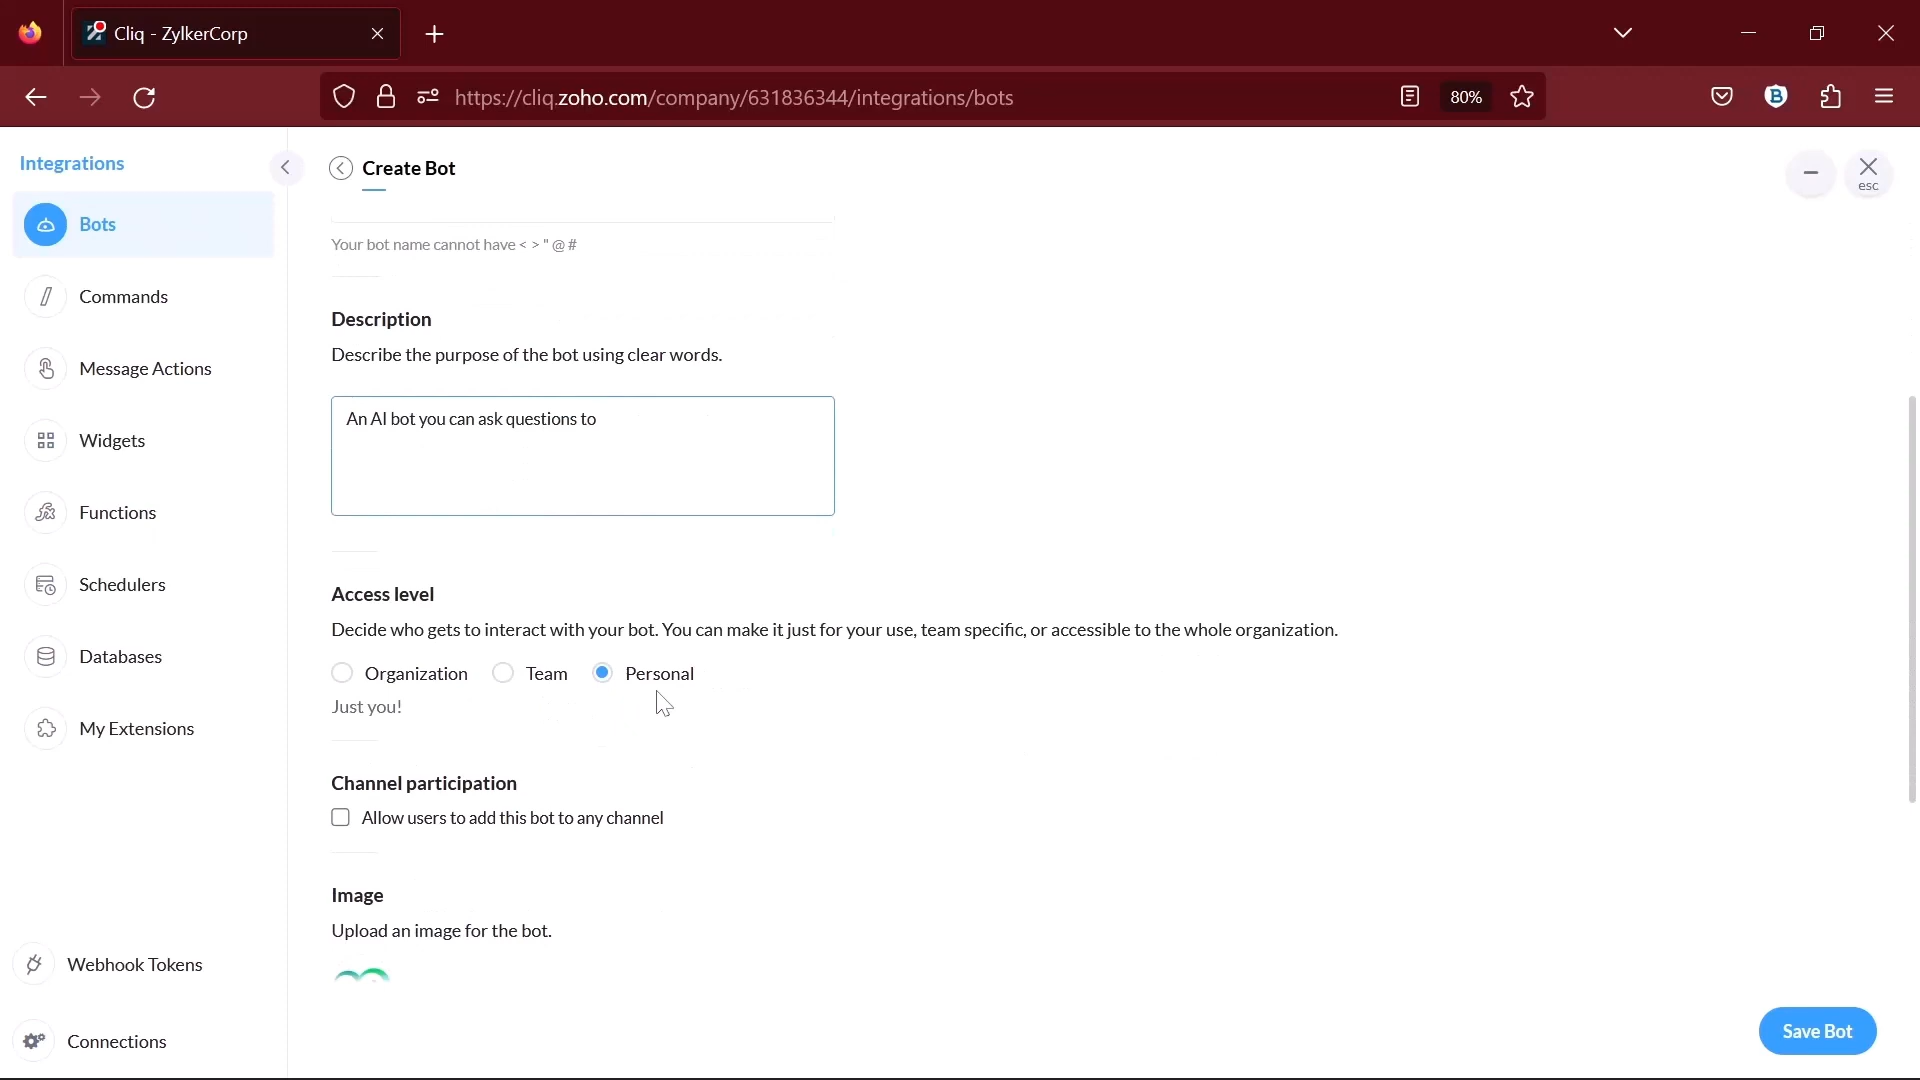 Cliq - ZylkerCorp
https://cliq.zoho.com/company/631836344/integrations/bots
80%
Integrations
Create Bot
esc
Bots
Commands
Message Actions
Widgets
Functions
Schedulers
Databases
My Extensions
Webhook Tokens
Connections
Your bot name cannot have < > " @ #
Description
Describe the purpose of the bot using clear words.
An AI bot you can ask questions to
Access level
Decide who gets to interact with your bot. You can make it just for your use, team specific, or accessible to the whole organization.
Organization Team Personal
Just you!
Channel participation
Allow users to add this bot to any channel
Image
Upload an image for the bot.
Save Bot